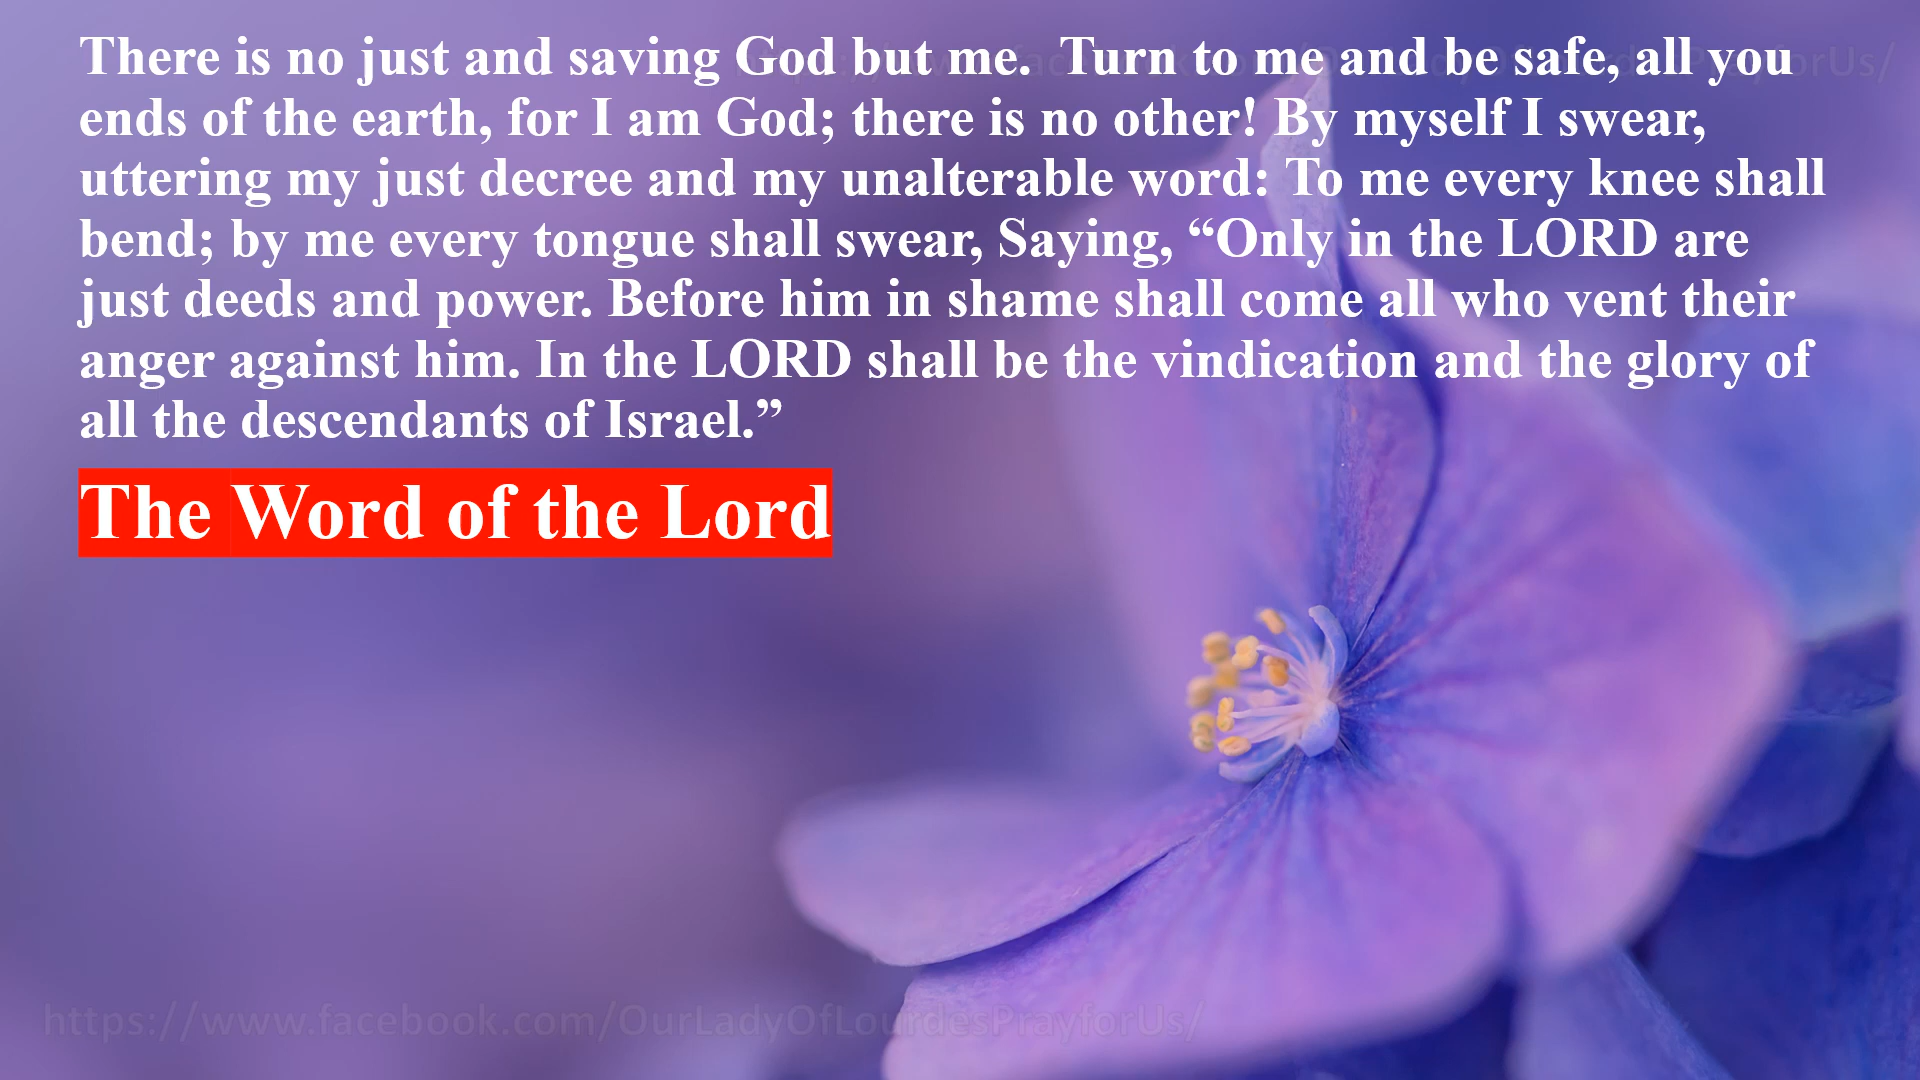 There is no just and saving God but me.  Turn to me and be safe, all you
ends of the earth, for I am God; there is no other! By myself I swear,
uttering my just decree and my unalterable word: To me every knee shall
bend; by me every tongue shall swear, Saying, “Only in the LORD are
just deeds and power. Before him in shame shall come all who vent their
anger against him. In the LORD shall be the vindication and the glory of
all the descendants of Israel.”
The Word of the Lord
https://www.facebook.com/OurLadyOfLourdesPrayforUs/